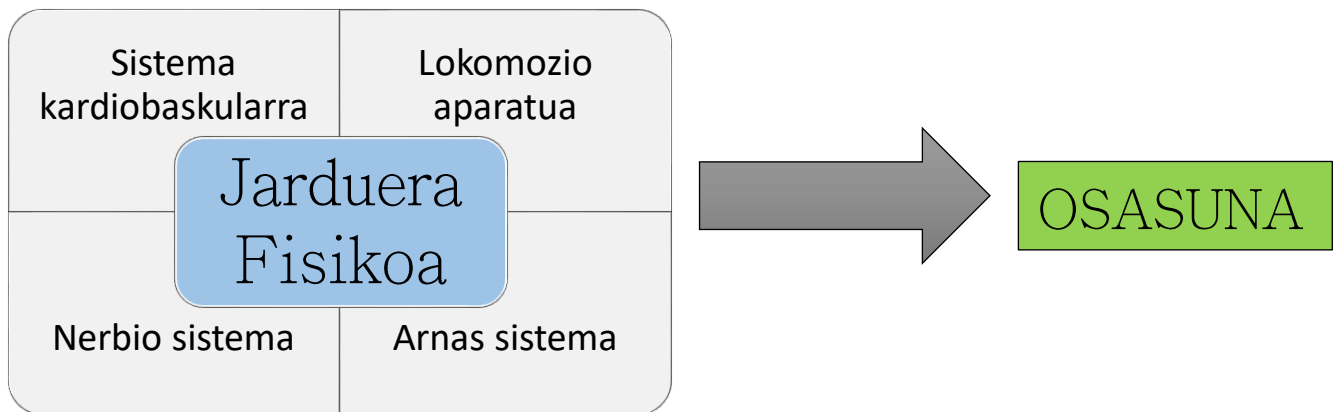 Sistema
kardiobaskularra
Lokomozio
aparatua
Jarduera
Fisikoa
Nerbio sistema
Arnas sistema
OSASUNA